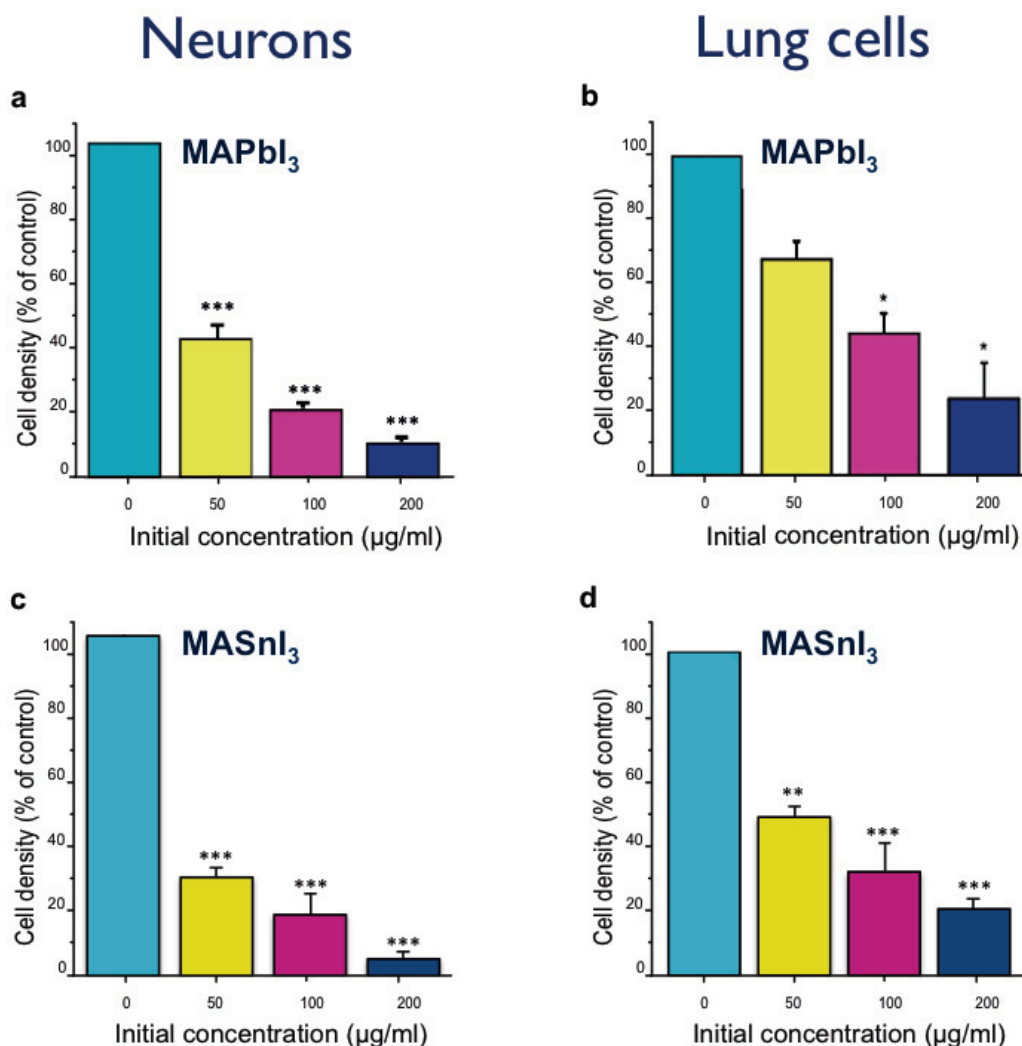 Neurons
Lung cells
a
MAPbI₃
Cell density (% of control)
100
80
60
40
20
0
***
***
***
0 50 100 200
Initial concentration (µg/ml)
b
MAPbI₃
Cell density (% of control)
100
80
60
40
20
0
*
*
0 50 100 200
Initial concentration (µg/ml)
c
MASnI₃
Cell density (% of control)
100
80
60
40
20
0
***
***
***
0 50 100 200
Initial concentration (µg/ml)
d
MASnI₃
Cell density (% of control)
100
80
60
40
20
0
**
***
***
0 50 100 200
Initial concentration (µg/ml)